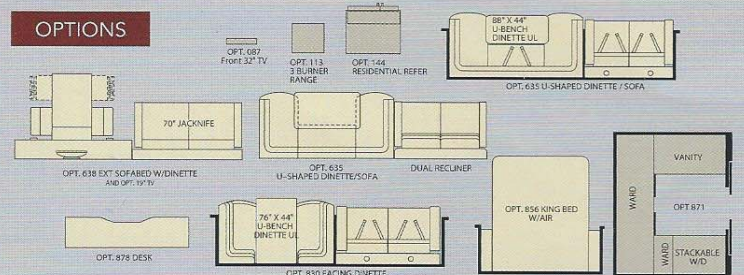 OPTIONS
OPT. 087
Front 32" TV
OPT. 113
3 BURNER
RANGE
OPT. 144
RESIDENTIAL REFER
88" X 44"
U-BENCH
DINETTE UL
OPT. 635 U-SHAPED DINETTE / SOFA
70" JACKNIFE
OPT. 638 EXT SOFABED W/DINETTE
AND OPT. 19" TV
OPT. 635
U-SHAPED DINETTE/SOFA
DUAL RECLINER
OPT. 856 KING BED
W/AIR
WARD
VANITY
OPT 871
WARD
STACKABLE
W/D
OPT. 878 DESK
76" X 44"
U-BENCH
DINETTE UL
OPT. 830 FACING DINETTE